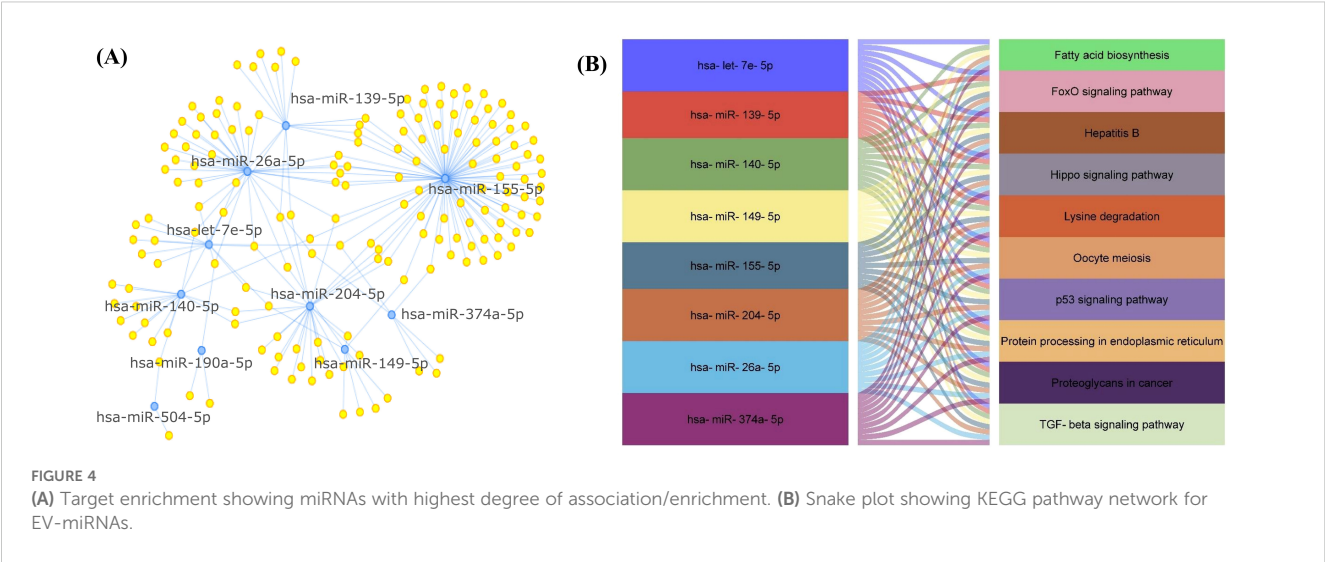 (A)
hsa-miR-139-5p
hsa-miR-26a-5p
hsa-miR-155-5p
hsa-let-7e-5p
hsa-miR-204-5p
hsa-miR-140-5p
hsa-miR-374a-5p
hsa-miR-190a-5p
hsa-miR-149-5p
hsa-miR-504-5p
(B)
hsa- let- 7e- 5p
hsa- miR- 139- 5p
hsa- miR- 140- 5p
hsa- miR- 149- 5p
hsa- miR- 155- 5p
hsa- miR- 204- 5p
hsa- miR- 26a- 5p
hsa- miR- 374a- 5p
Fatty acid biosynthesis
FoxO signaling pathway
Hepatitis B
Hippo signaling pathway
Lysine degradation
Oocyte meiosis
p53 signaling pathway
Protein processing in endoplasmic reticulum
Proteoglycans in cancer
TGF- beta signaling pathway
FIGURE 4
(A) Target enrichment showing miRNAs with highest degree of association/enrichment. (B) Snake plot showing KEGG pathway network for
EV-miRNAs.